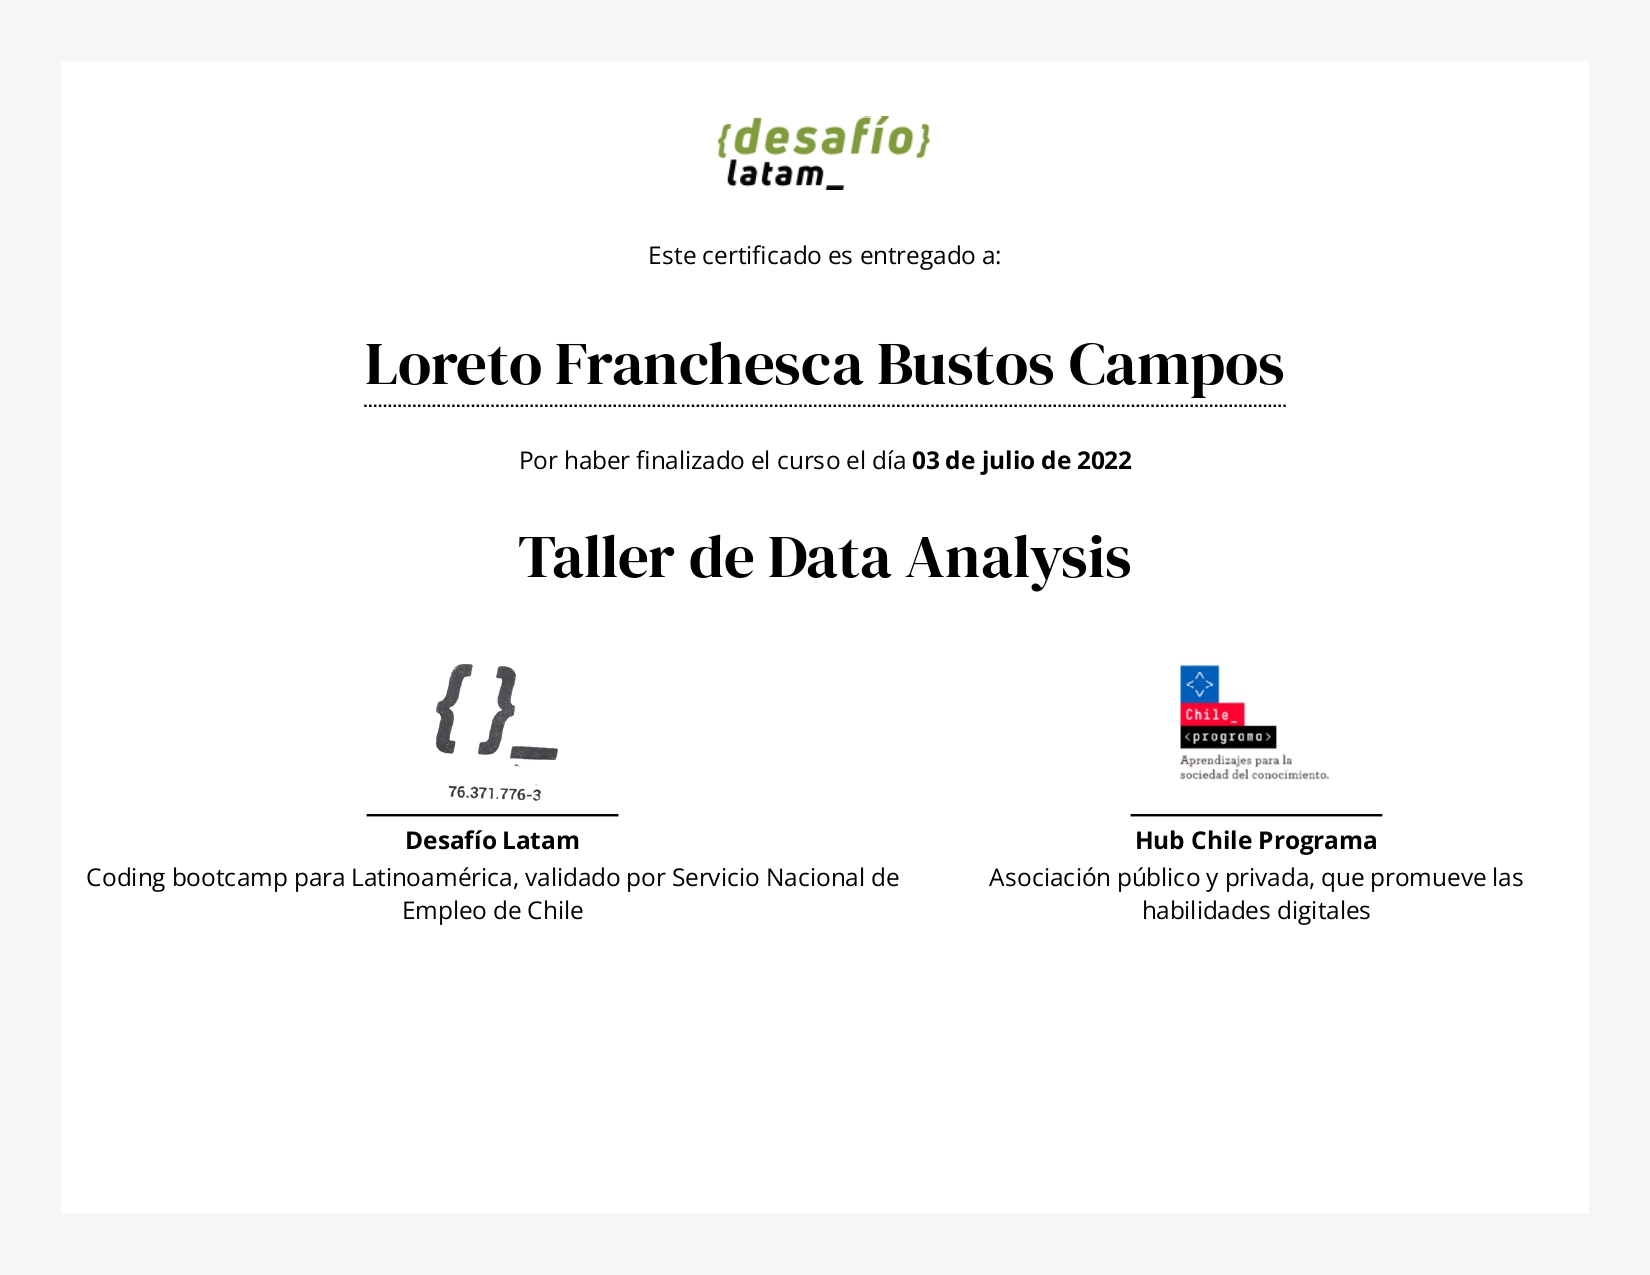 {desafío}
latam_
Este certificado es entregado a:
Loreto Franchesca Bustos Campos
Por haber finalizado el curso el día 03 de julio de 2022
Taller de Data Analysis
{ }_
76.371.776-3
Desafío Latam
Coding bootcamp para Latinoamérica, validado por Servicio Nacional de
Empleo de Chile
Chile_
<programa>
Aprendizajes para la
sociedad del conocimiento.
Hub Chile Programa
Asociación público y privada, que promueve las
habilidades digitales